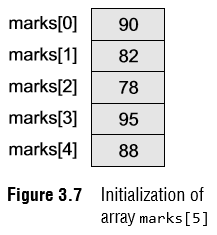 marks[0] 90
marks[1] 82
marks[2] 78
marks[3] 95
marks[4] 88
Figure 3.7 Initialization of
array marks[5]